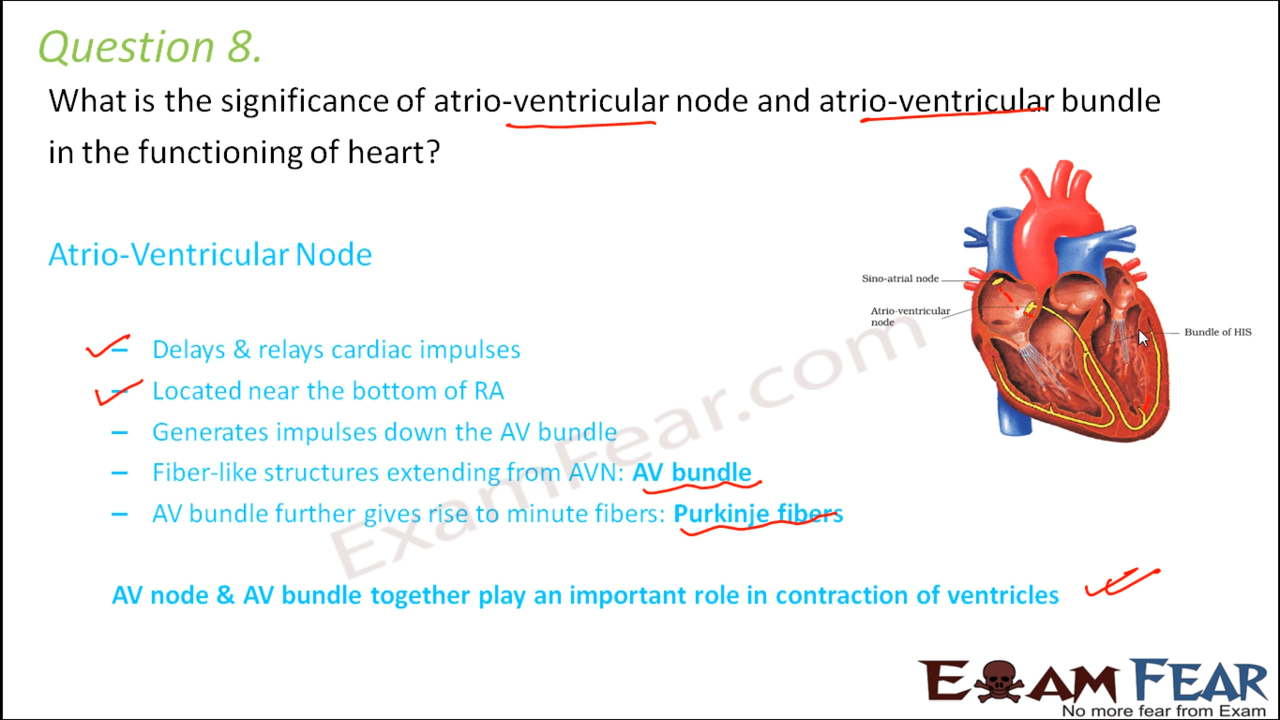 Question 8.
What is the significance of atrio-ventricular node and atrio-ventricular bundle
in the functioning of heart?
Atrio-Ventricular Node
– Delays & relays cardiac impulses
– Located near the bottom of RA
– Generates impulses down the AV bundle
– Fiber-like structures extending from AVN: AV bundle
– AV bundle further gives rise to minute fibers: Purkinje fibers
AV node & AV bundle together play an important role in contraction of ventricles
Sino-atrial node
Atrio-ventricular
node
Bundle of HIS
ExamFear.com
EXAM FEAR
No more fear from Exam